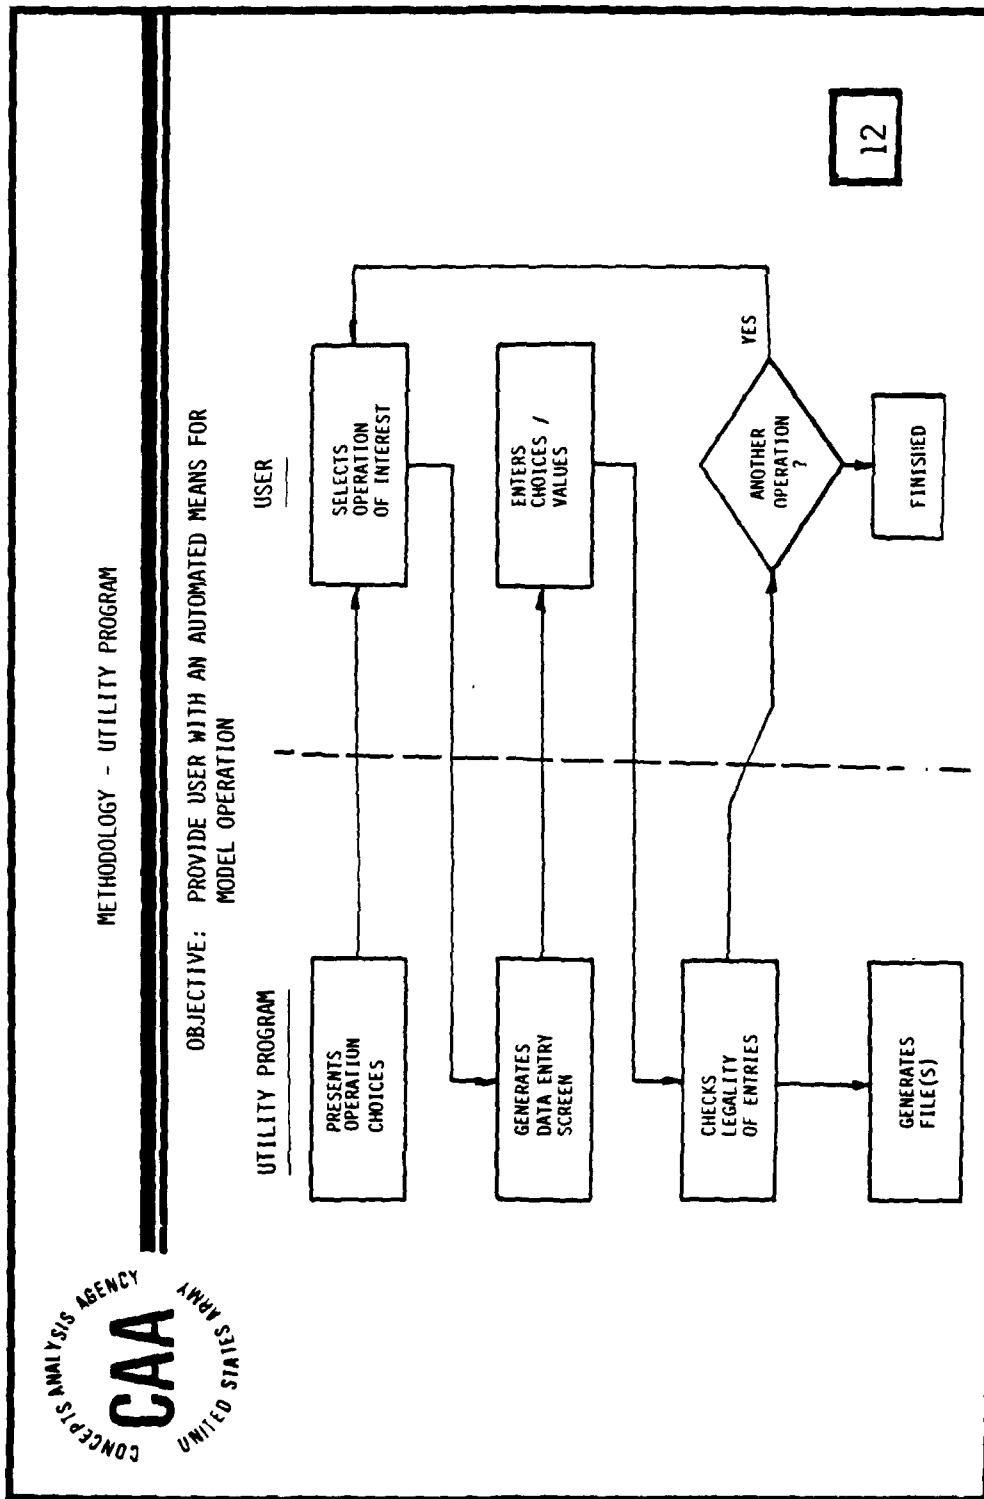 CONCEPTS ANALYSIS AGENCY
CAA
UNITED STATES ARMY
METHODOLOGY - UTILITY PROGRAM
OBJECTIVE: PROVIDE USER WITH AN AUTOMATED MEANS FOR
MODEL OPERATION
UTILITY PROGRAM
USER
PRESENTS
OPERATION
CHOICES
SELECTS
OPERATION
OF INTEREST
GENERATES
DATA ENTRY
SCREEN
ENTERS
CHOICES /
VALUES
CHECKS
LEGALITY
OF ENTRIES
ANOTHER
OPERATION
?
YES
GENERATES
FILE(S)
FINISHED
12